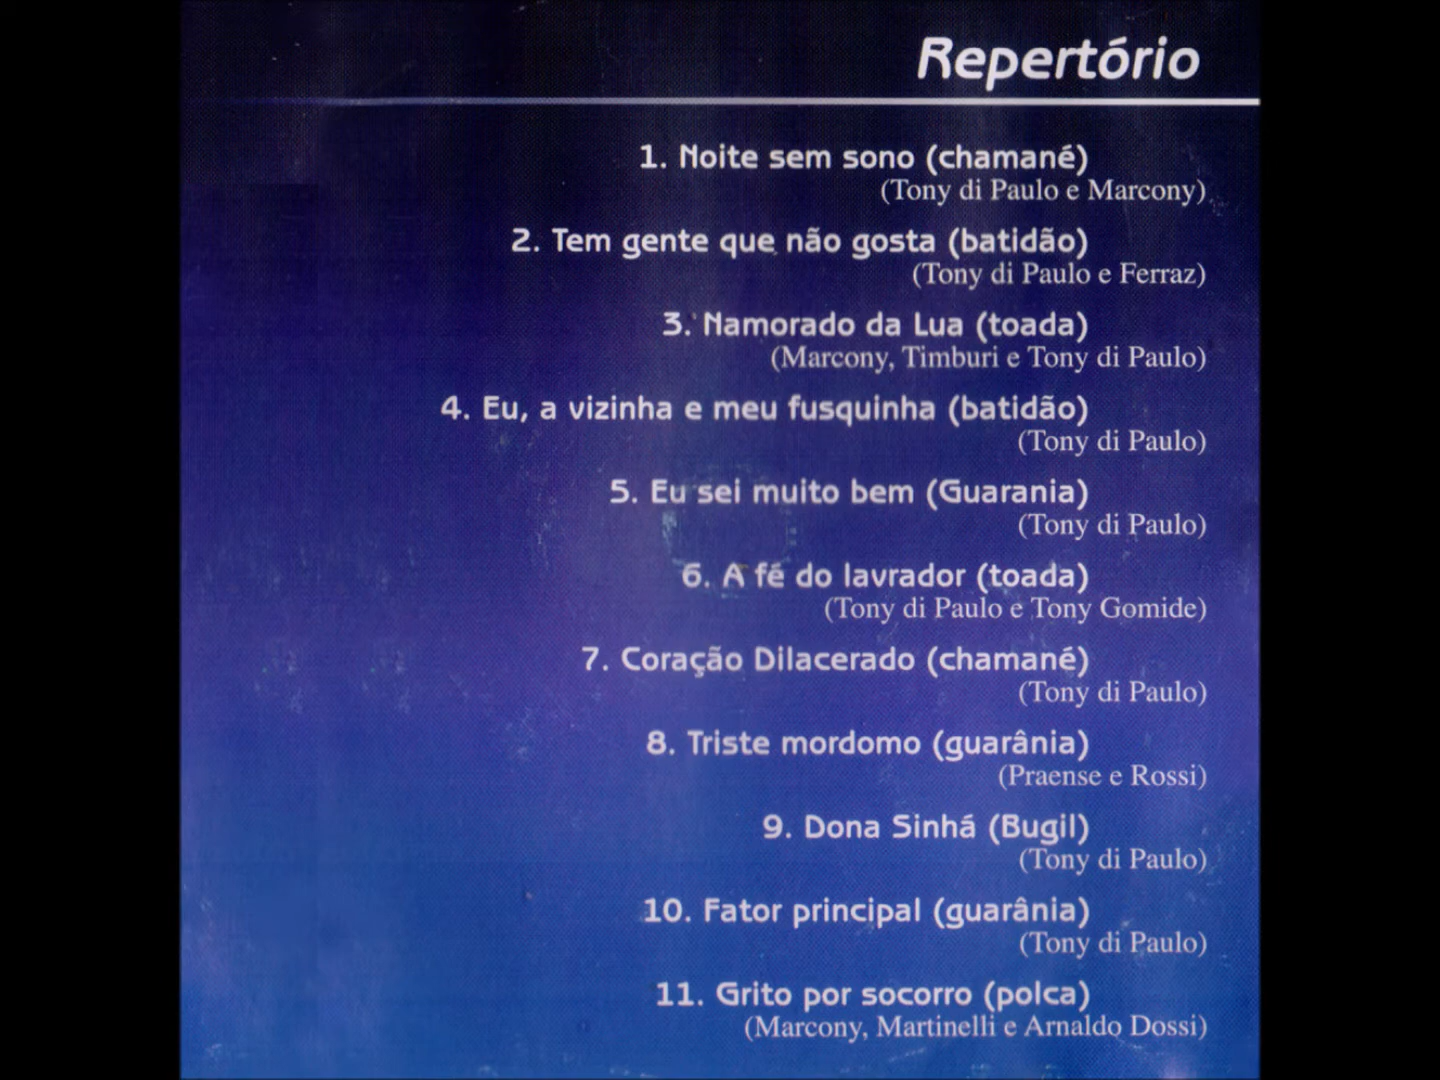 Repertório
1. Noite sem sono (chamané)
(Tony di Paulo e Marcony)
2. Tem gente que não gosta (batidão)
(Tony di Paulo e Ferraz)
3. Namorado da Lua (toada)
(Marcony, Timburi e Tony di Paulo)
4. Eu, a vizinha e meu fusquinha (batidão)
(Tony di Paulo)
5. Eu sei muito bem (Guarania)
(Tony di Paulo)
6. A fé do lavrador (toada)
(Tony di Paulo e Tony Gomide)
7. Coração Dilacerado (chamané)
(Tony di Paulo)
8. Triste mordomo (guarânia)
(Praense e Rossi)
9. Dona Sinhá (Bugil)
(Tony di Paulo)
10. Fator principal (guarânia)
(Tony di Paulo)
11. Grito por socorro (polca)
(Marcony, Martinelli e Arnaldo Dossi)